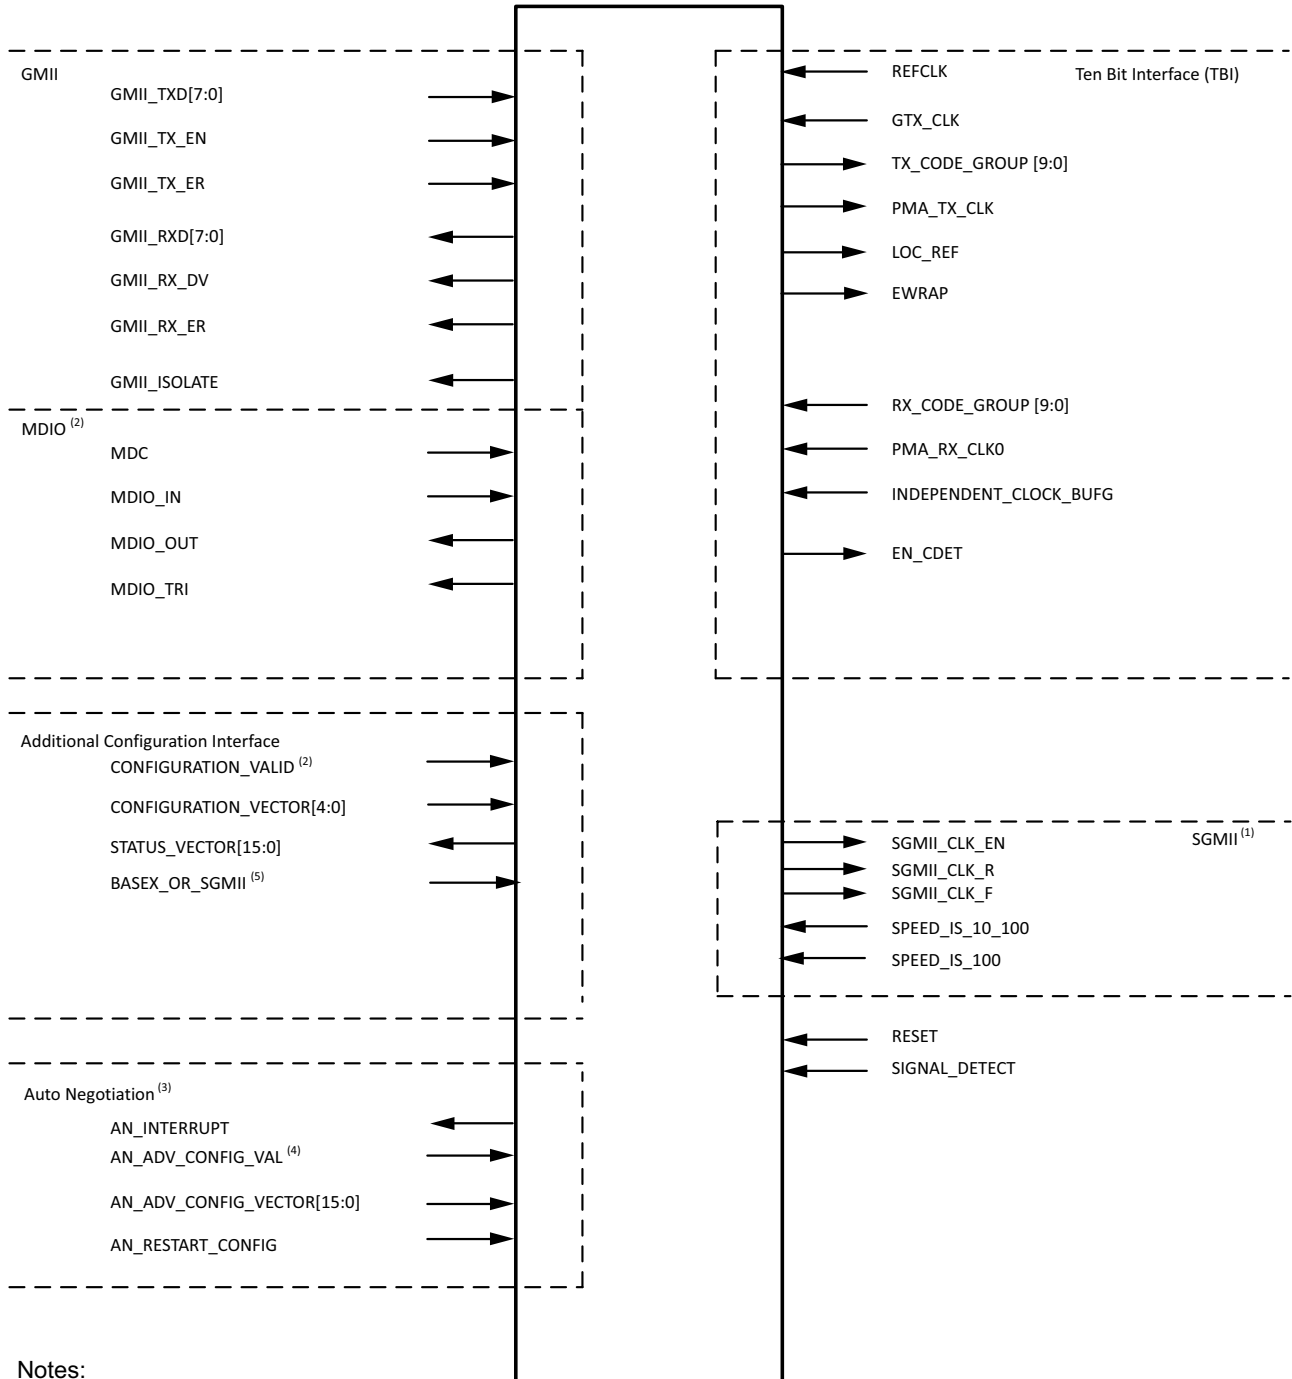 GMII
GMII_TXD[7:0]
GMII_TX_EN
GMII_TX_ER
GMII_RXD[7:0]
GMII_RX_DV
GMII_RX_ER
GMII_ISOLATE
MDIO (2)
MDC
MDIO_IN
MDIO_OUT
MDIO_TRI
Additional Configuration Interface
CONFIGURATION_VALID (2)
CONFIGURATION_VECTOR[4:0]
STATUS_VECTOR[15:0]
BASEX_OR_SGMII (5)
Auto Negotiation (3)
AN_INTERRUPT
AN_ADV_CONFIG_VAL (4)
AN_ADV_CONFIG_VECTOR[15:0]
AN_RESTART_CONFIG
Notes:
Ten Bit Interface (TBI)
REFCLK
GTX_CLK
TX_CODE_GROUP [9:0]
PMA_TX_CLK
LOC_REF
EWRAP
RX_CODE_GROUP [9:0]
PMA_RX_CLK0
INDEPENDENT_CLOCK_BUFG
EN_CDET
SGMII (1)
SGMII_CLK_EN
SGMII_CLK_R
SGMII_CLK_F
SPEED_IS_10_100
SPEED_IS_100
RESET
SIGNAL_DETECT